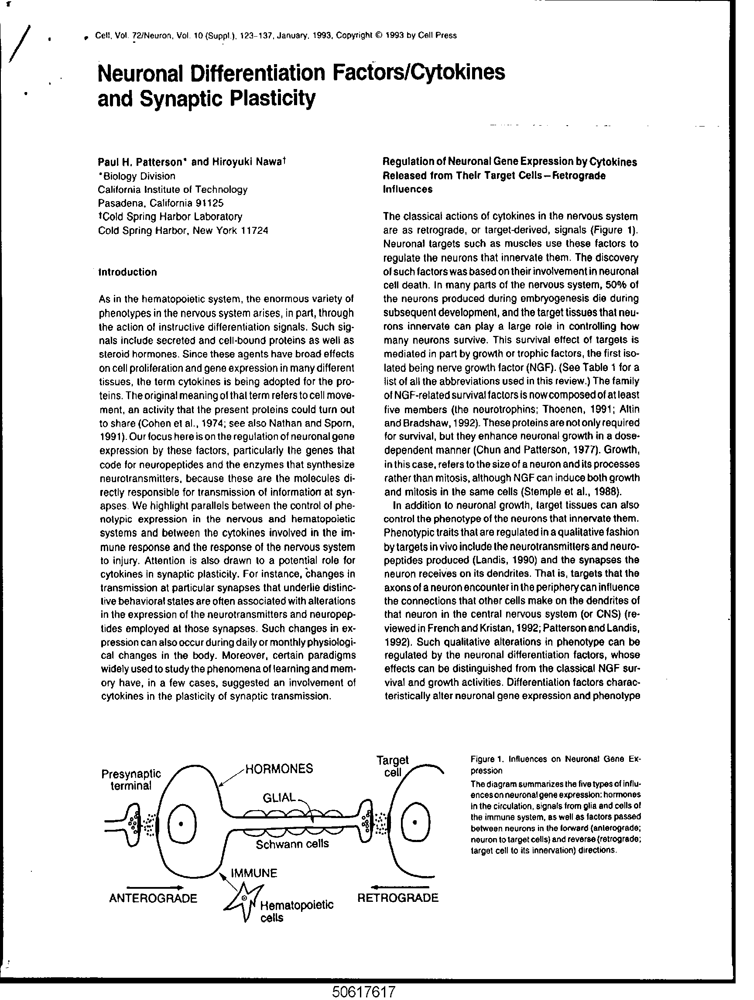 Cell, Vol. 72/Neuron, Vol. 10 (Suppl.), 123-137, January, 1993, Copyright © 1993 by Cell Press
Neuronal Differentiation Factors/Cytokines
and Synaptic Plasticity
Paul H. Patterson* and Hiroyuki Nawa†
*Biology Division
California Institute of Technology
Pasadena, California 91125
†Cold Spring Harbor Laboratory
Cold Spring Harbor, New York 11724
Introduction
As in the hematopoietic system, the enormous variety of
phenotypes in the nervous system arises, in part, through
the action of instructive differentiation signals. Such sig-
nals include secreted and cell-bound proteins as well as
steroid hormones. Since these agents have broad effects
on cell proliferation and gene expression in many different
tissues, the term cytokines is being adopted for the pro-
teins. The original meaning of that term refers to cell move-
ment, an activity that the present proteins could turn out
to share (Cohen et al., 1974; see also Nathan and Sporn,
1991). Our focus here is on the regulation of neuronal gene
expression by these factors, particularly the genes that
code for neuropeptides and the enzymes that synthesize
neurotransmitters, because these are the molecules di-
rectly responsible for transmission of information at syn-
apses. We highlight parallels between the control of phe-
notypic expression in the nervous and hematopoietic
systems and between the cytokines involved in the im-
mune response and the response of the nervous system
to injury. Attention is also drawn to a potential role for
cytokines in synaptic plasticity. For instance, changes in
transmission at particular synapses that underlie distinc-
tive behavioral states are often associated with alterations
in the expression of the neurotransmitters and neuropep-
tides employed at those synapses. Such changes in ex-
pression can also occur during daily or monthly physiologi-
cal changes in the body. Moreover, certain paradigms
widely used to study the phenomena of learning and mem-
ory have, in a few cases, suggested an involvement of
cytokines in the plasticity of synaptic transmission.
Regulation of Neuronal Gene Expression by Cytokines
Released from Their Target Cells—Retrograde
Influences
The classical actions of cytokines in the nervous system
are as retrograde, or target-derived, signals (Figure 1).
Neuronal targets such as muscles use these factors to
regulate the neurons that innervate them. The discovery
of such factors was based on their involvement in neuronal
cell death. In many parts of the nervous system, 50% of
the neurons produced during embryogenesis die during
subsequent development, and the target tissues that neu-
rons innervate can play a large role in controlling how
many neurons survive. This survival effect of targets is
mediated in part by growth or trophic factors, the first iso-
lated being nerve growth factor (NGF). (See Table 1 for a
list of all the abbreviations used in this review.) The family
of NGF-related survival factors is now composed of at least
five members (the neurotrophins; Thoenen, 1991; Altin
and Bradshaw, 1992). These proteins are not only required
for survival, but they enhance neuronal growth in a dose-
dependent manner (Chun and Patterson, 1977). Growth,
in this case, refers to the size of a neuron and its processes
rather than mitosis, although NGF can induce both growth
and mitosis in the same cells (Stemple et al., 1988).
In addition to neuronal growth, target tissues can also
control the phenotype of the neurons that innervate them.
Phenotypic traits that are regulated in a qualitative fashion
by targets in vivo include the neurotransmitters and neuro-
peptides produced (Landis, 1990) and the synapses the
neuron receives on its dendrites. That is, targets that the
axons of a neuron encounter in the periphery can influence
the connections that other cells make on the dendrites of
that neuron in the central nervous system (or CNS) (re-
viewed in French and Kristan, 1992; Patterson and Landis,
1992). Such qualitative alterations in phenotype can be
regulated by the neuronal differentiation factors, whose
effects can be distinguished from the classical NGF sur-
vival and growth activities. Differentiation factors charac-
teristically alter neuronal gene expression and phenotype
Presynaptic
terminal
HORMONES
GLIAL
Schwann cells
Target
cell
IMMUNE
ANTEROGRADE
Hematopoietic
cells
RETROGRADE
Figure 1. Influences on Neuronal Gene Ex-
pression
The diagram summarizes the five types of influ-
ences on neuronal gene expression: hormones
in the circulation, signals from glia and cells of
the immune system, as well as factors passed
between neurons in the forward (anterograde;
neuron to target cells) and reverse (retrograde;
target cell to its innervation) directions.
50617617